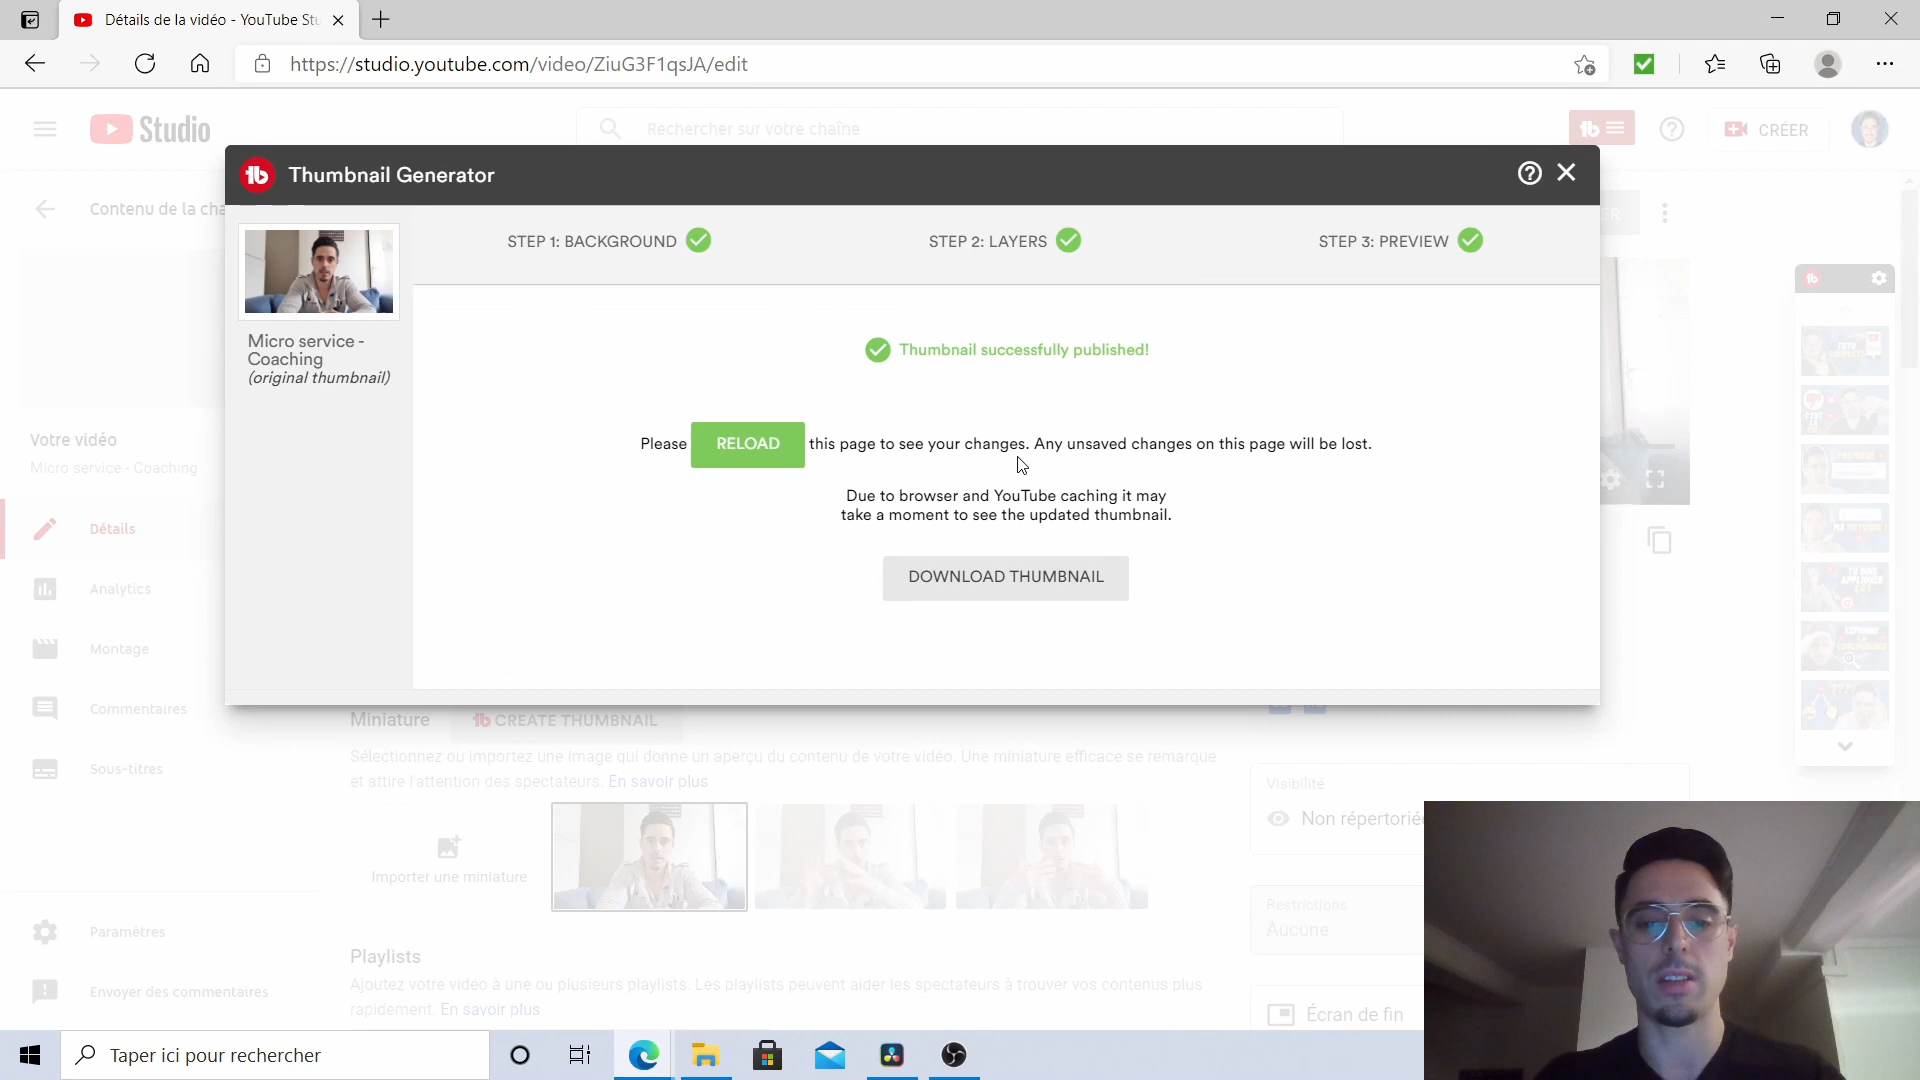 Détails de la vidéo - YouTube Stu
https://studio.youtube.com/video/ZiuG3F1qsJA/edit
Studio
Rechercher sur votre chaîne
CRÉER
Thumbnail Generator
Contenu de la cha
STEP 1: BACKGROUND
STEP 2: LAYERS
STEP 3: PREVIEW
Micro service -
Coaching
(original thumbnail)
Thumbnail successfully published!
Please RELOAD this page to see your changes. Any unsaved changes on this page will be lost.
Due to browser and YouTube caching it may
take a moment to see the updated thumbnail.
DOWNLOAD THUMBNAIL
Votre vidéo
Micro service - Coaching
Détails
Analytics
Montage
Commentaires
Sous-titres
Paramètres
Envoyer des commentaires
Miniature
CREATE THUMBNAIL
Sélectionnez ou importez une image qui donne un aperçu du contenu de votre vidéo. Une miniature efficace se remarque
et attire l'attention des spectateurs. En savoir plus
Importer une miniature
Playlists
Ajoutez votre vidéo à une ou plusieurs playlists. Les playlists peuvent aider les spectateurs à trouver vos contenus plus
rapidement. En savoir plus
Visibilité
Non répertoriée
Restrictions
Aucune
Écran de fin
Taper ici pour rechercher